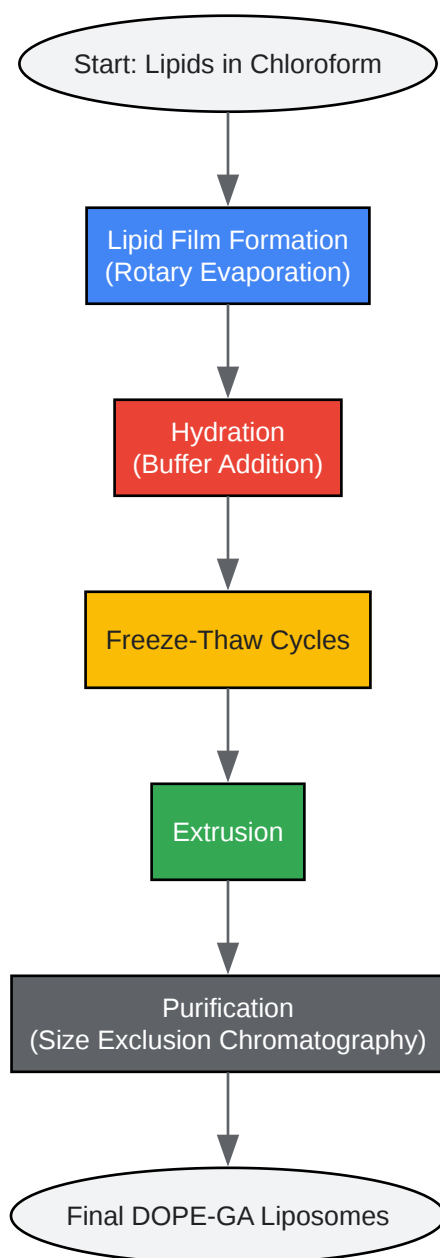 Start: Lipids in Chloroform
Lipid Film Formation
(Rotary Evaporation)
Hydration
(Buffer Addition)
Freeze-Thaw Cycles
Extrusion
Purification
(Size Exclusion Chromatography)
Final DOPE-GA Liposomes